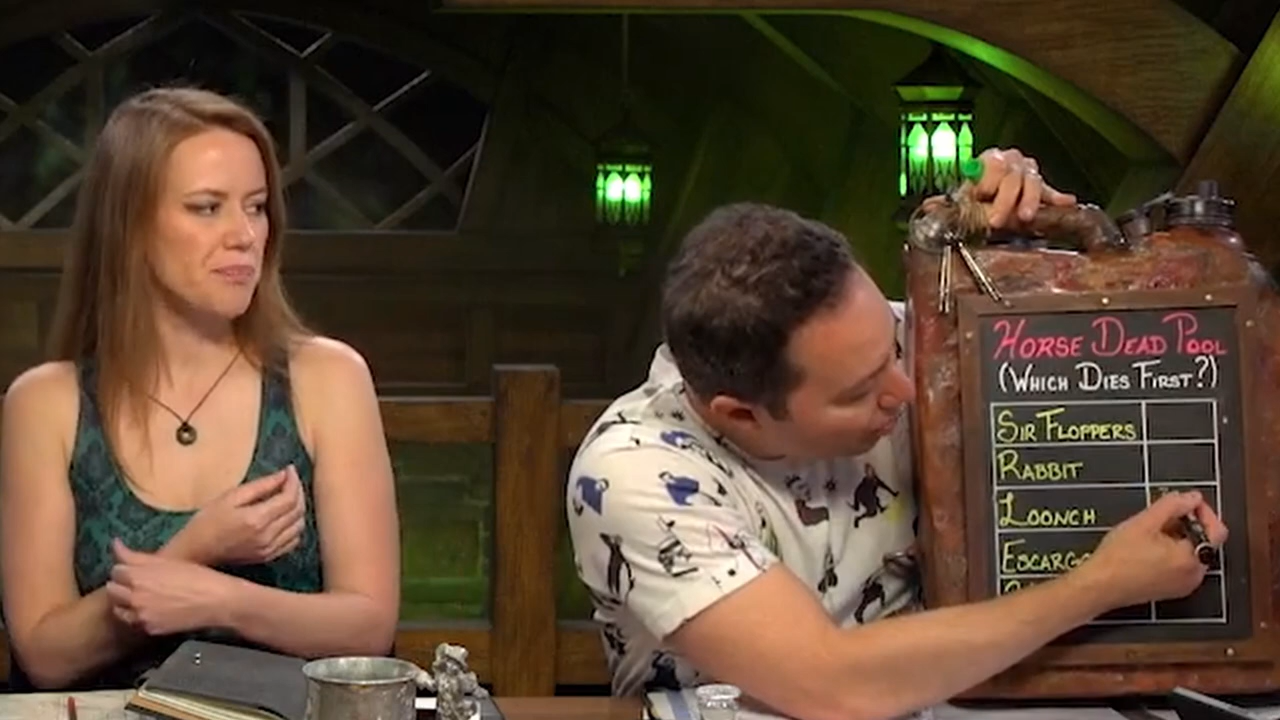 HORSE DEAD POOL
(WHICH DIES FIRST?)
SIR FLOPPERS
RABBIT
LOONCH